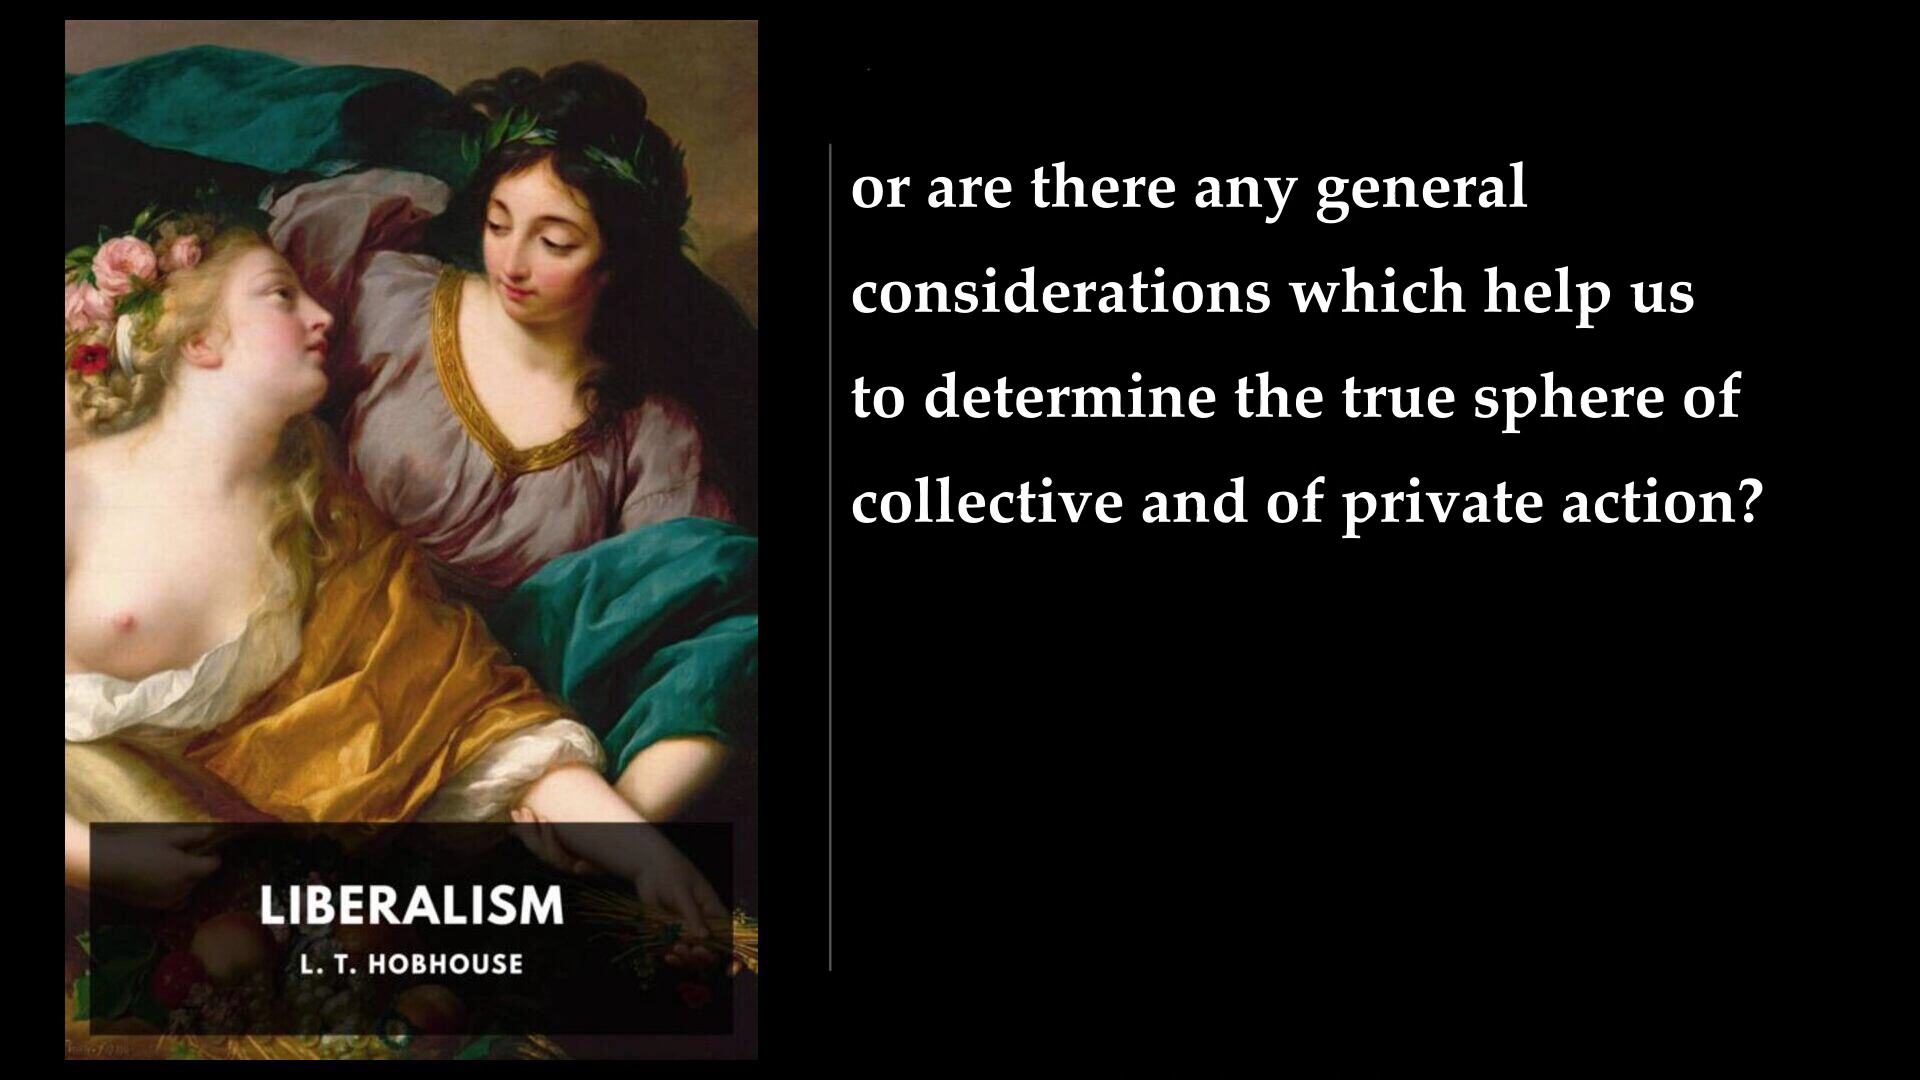 or are there any general
considerations which help us
to determine the true sphere of
collective and of private action?
LIBERALISM
L. T. HOBHOUSE